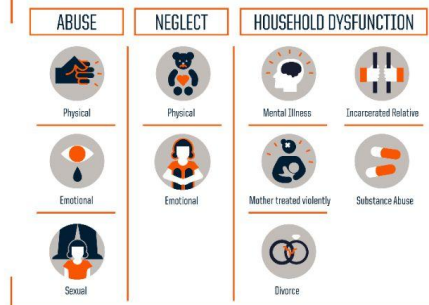 ABUSE
NEGLECT
HOUSEHOLD DYSFUNCTION
Physical
Physical
Mental Illness
Incarcerated Relative
Emotional
Emotional
Mother treated violently
Substance Abuse
Sexual
Divorce